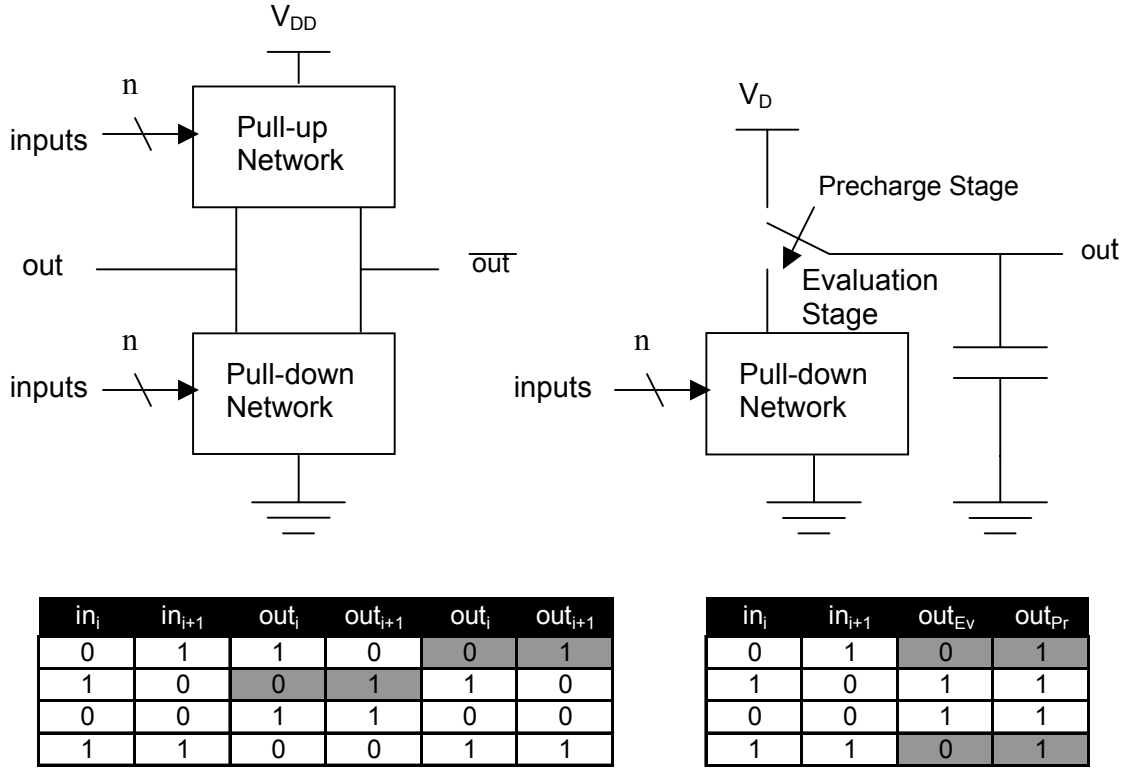 V_DD
n
inputs
Pull-up
Network
out
out
n
inputs
Pull-down
Network
V_D
Precharge Stage
out
Evaluation
Stage
n
inputs
Pull-down
Network
in_i in_i+1 out_i out_i+1 out_i out_i+1
0 1 1 0 0 1
1 0 0 1 1 0
0 0 1 1 0 0
1 1 0 0 1 1
in_i in_i+1 out_Ev out_Pr
0 1 0 1
1 0 1 1
0 0 1 1
1 1 0 1